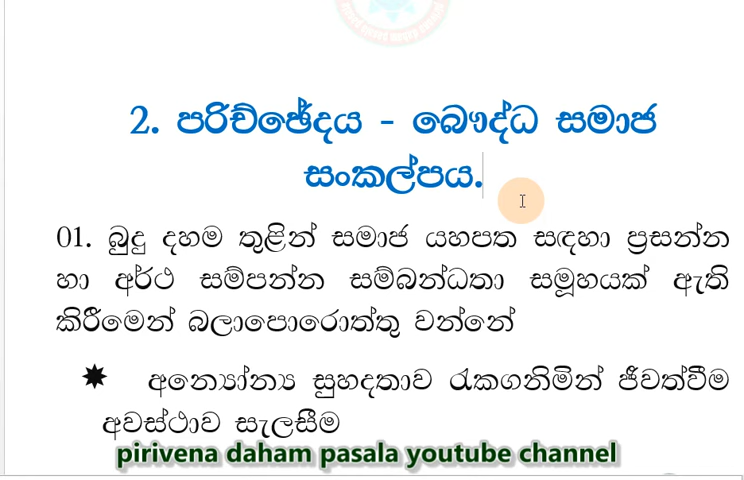 2. පරිච්ඡේදය - බෞද්ධ සමාජ
සංකල්පය.
01. බුදු දහම තුළින් සමාජ යහපත සඳහා ප්‍රසන්න
හා අර්ථ සම්පන්න සම්බන්ධතා සමූහයක් ඇති
කිරීමෙන් බලාපොරොත්තු වන්නේ
✷ අන්‍යෝන්‍ය සුහදතාව රැකගනිමින් ජීවත්වීම
අවස්ථාව සැලසීම
pirivena daham pasala youtube channel